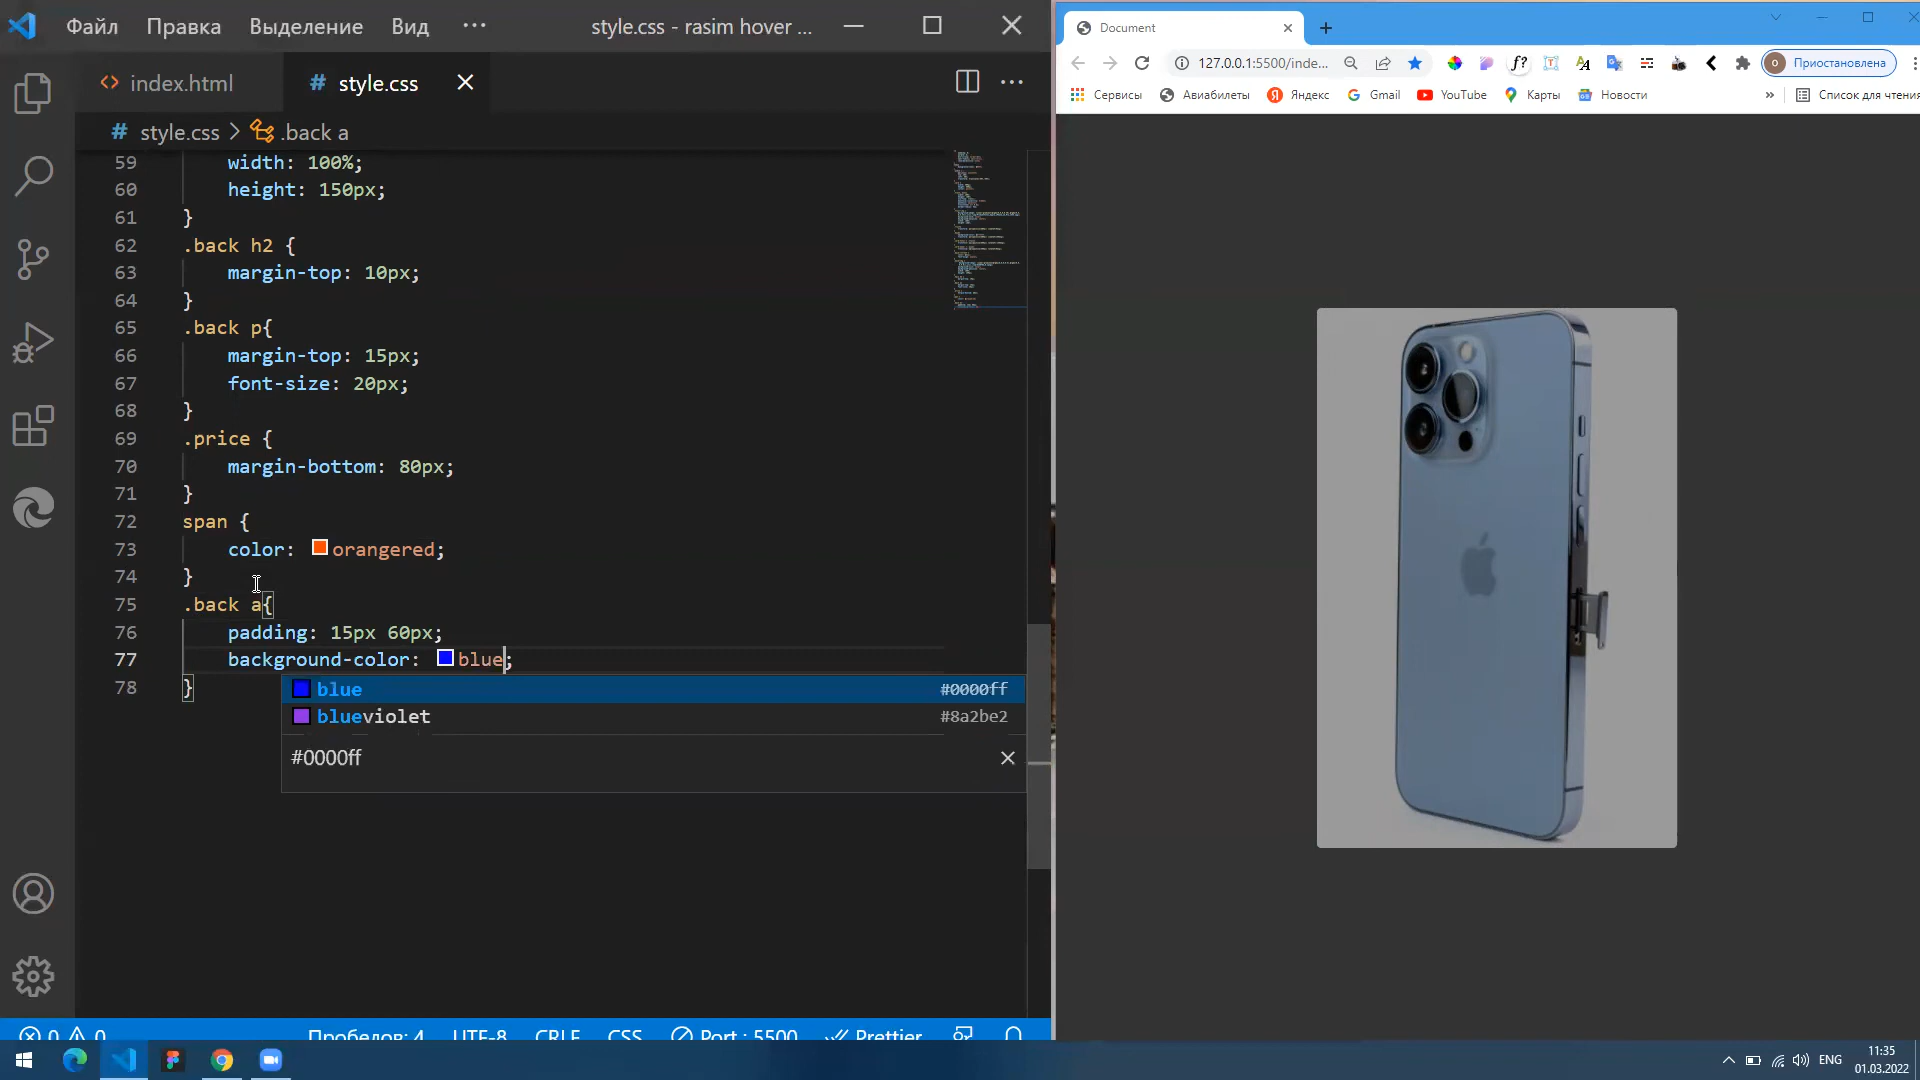 Файл Правка Выделение Вид ··· style.css - rasim hover ...
index.html # style.css
# style.css > .back a
59 width: 100%;
60 height: 150px;
61 }
62 .back h2 {
63 margin-top: 10px;
64 }
65 .back p{
66 margin-top: 15px;
67 font-size: 20px;
68 }
69 .price {
70 margin-bottom: 80px;
71 }
72 span {
73 color: orangered;
74 }
75 .back a{
76 padding: 15px 60px;
77 background-color: blue;
78 }
blue #0000ff
blueviolet #8a2be2
#0000ff
0 0 Пробелов: 4 UTF-8 CRLF CSS Port : 5500 Prettier
Document
127.0.0.1:5500/inde... О Приостановлена
Сервисы Авиабилеты Яндекс Gmail YouTube Карты Новости » Список для чтения
ENG 11:35
01.03.2022